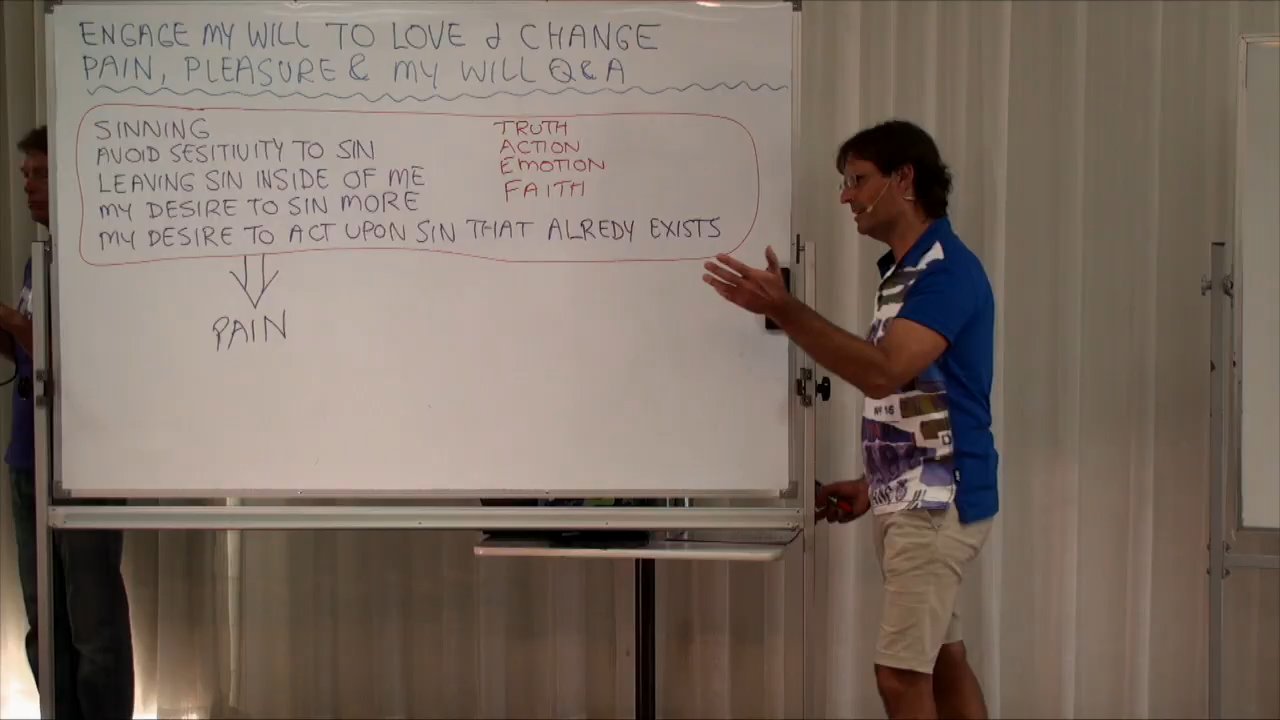 ENGAGE MY WILL TO LOVE & CHANGE
PAIN, PLEASURE & MY WILL Q&A
SINNING
AVOID SESITIUITY TO SIN
LEAVING SIN INSIDE OF ME
MY DESIRE TO SIN MORE
MY DESIRE TO ACT UPON SIN THAT ALREDY EXISTS
TRUTH
ACTION
EMOTION
FAITH
PAIN